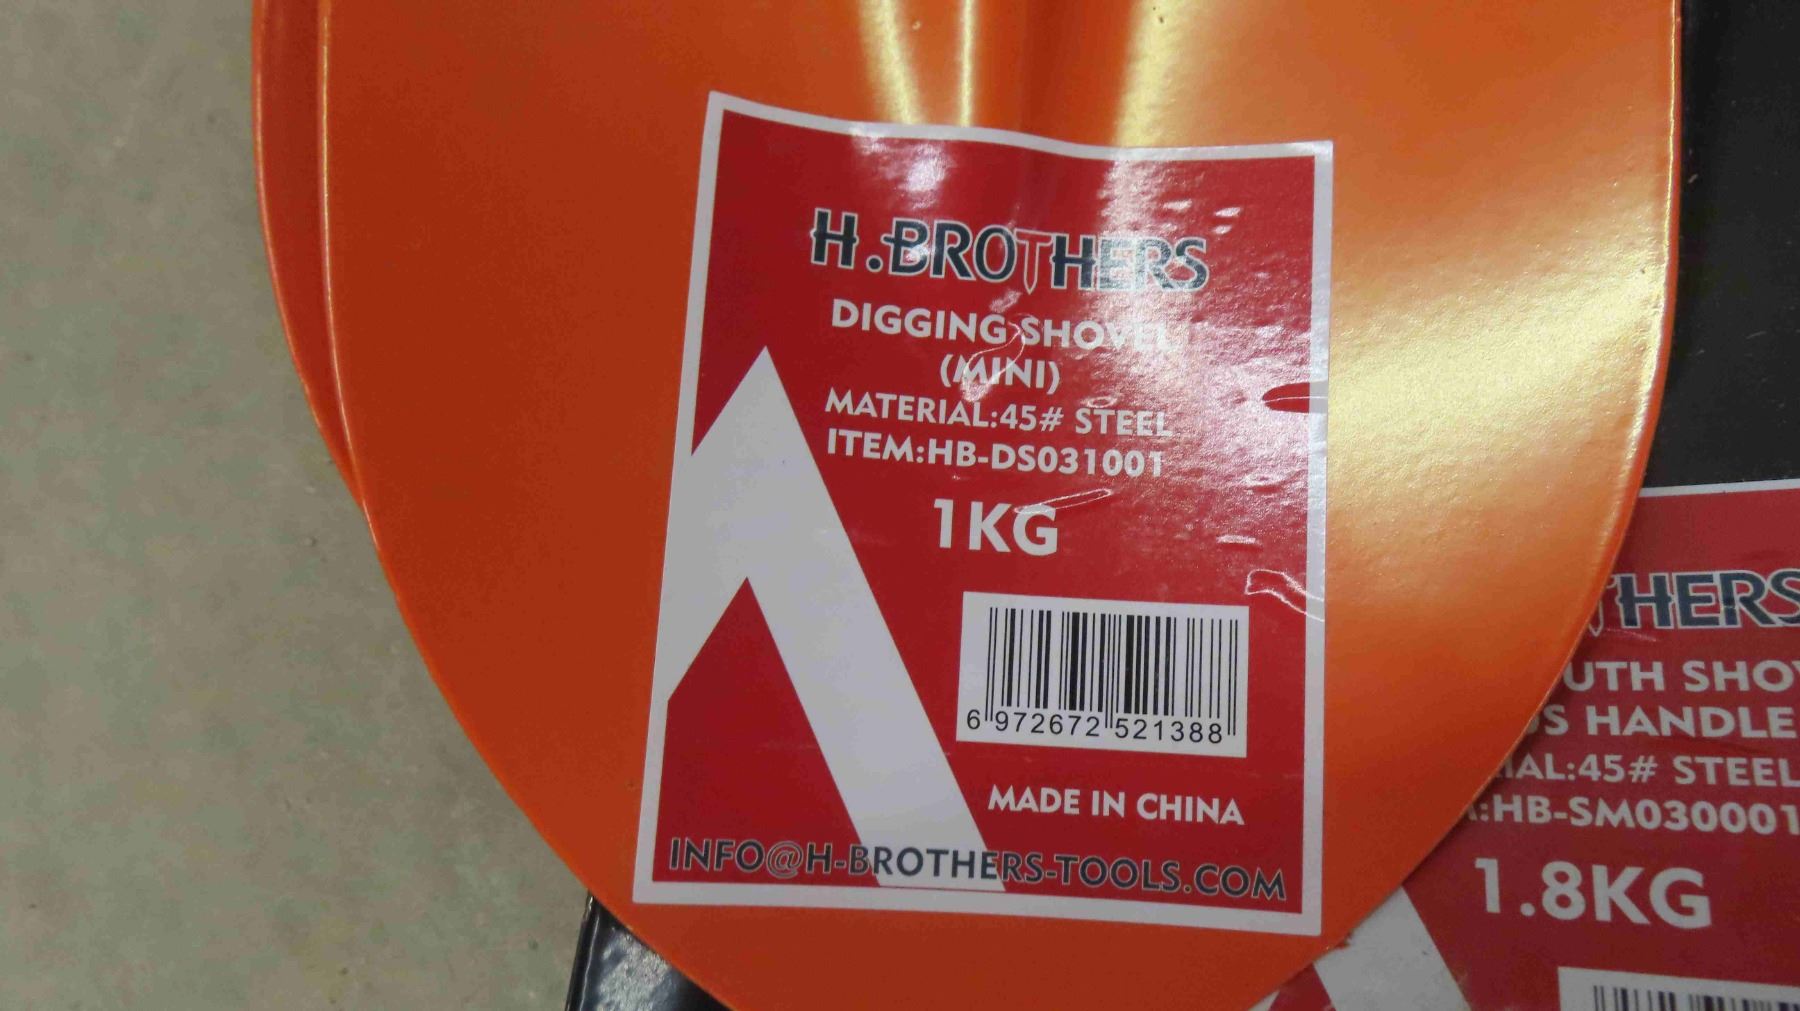 H.BROTHERS
DIGGING SHOVEL
(MINI)
MATERIAL:45# STEEL
ITEM:HB-DS031001
1KG
6 972672 521388
MADE IN CHINA
INFO@H-BROTHERS-TOOLS.COM
THERS
UTH SHOV
S HANDLE
IAL:45# STEEL
:HB-SM030001
1.8KG